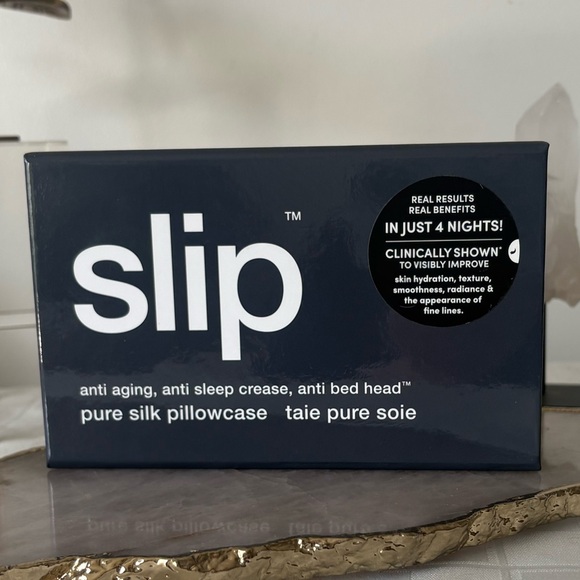 slip™
anti aging, anti sleep crease, anti bed head™
pure silk pillowcase taie pure soie
REAL RESULTS
REAL BENEFITS
IN JUST 4 NIGHTS!
CLINICALLY SHOWN*
TO VISIBLY IMPROVE
skin hydration, texture,
smoothness, radiance &
the appearance of
fine lines.